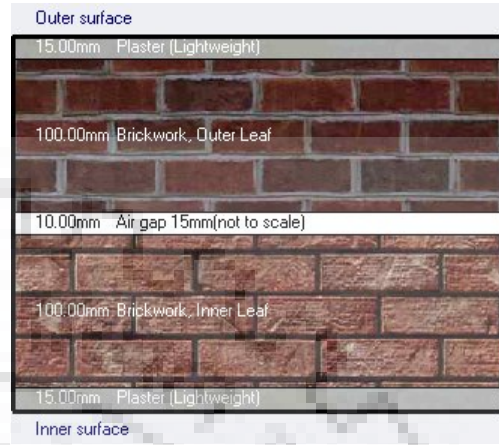 Outer surface
15.00mm Plaster (Lightweight)
100.00mm Brickwork, Outer Leaf
10.00mm Air gap 15mm(not to scale)
100.00mm Brickwork, Inner Leaf
15.00mm Plaster (Lightweight)
Inner surface